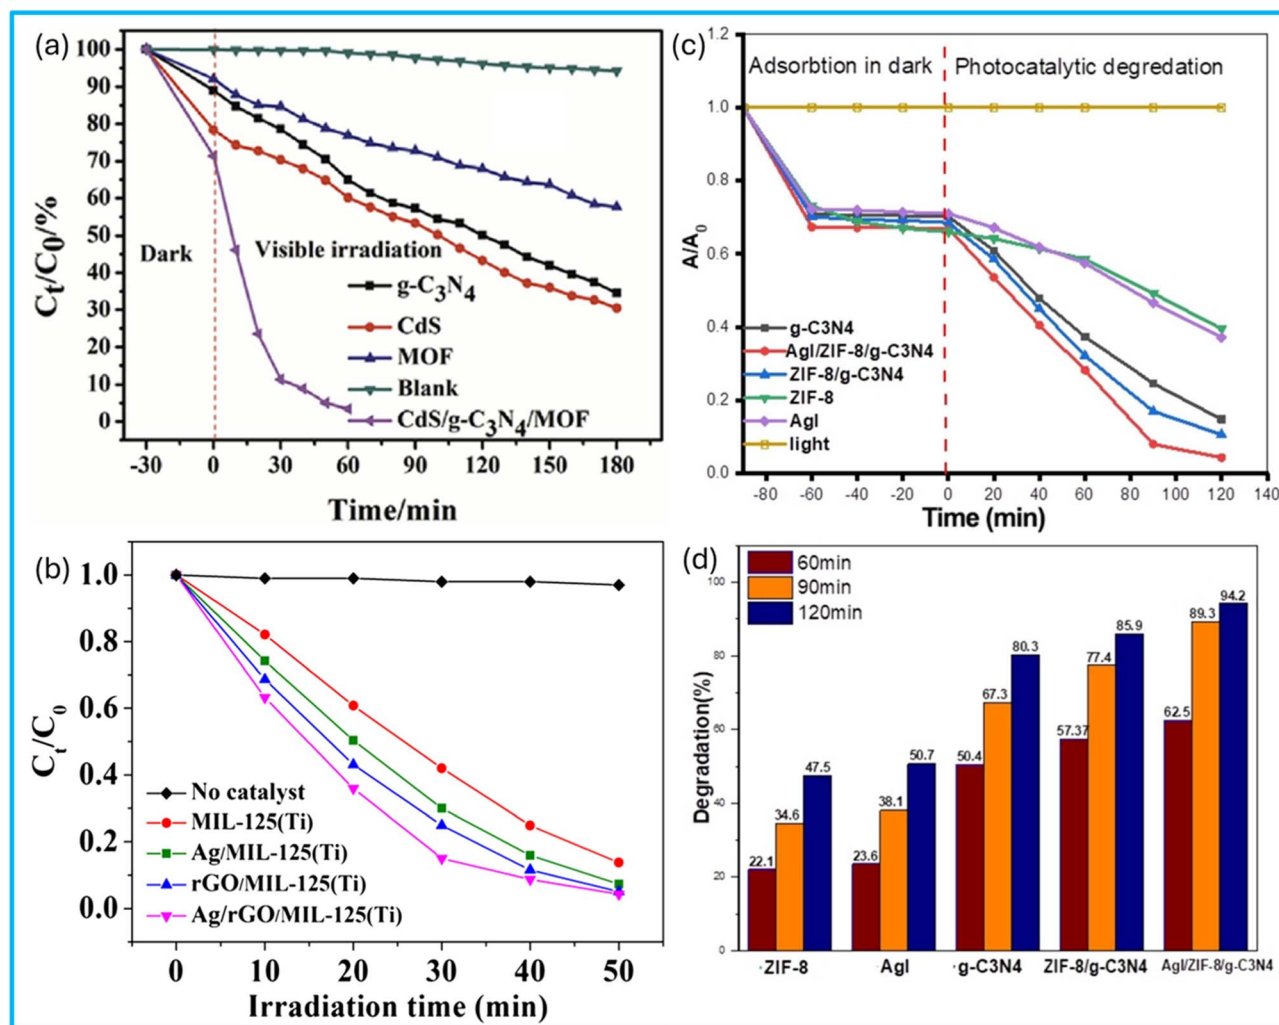 (a)
100
90
80
70
60
50
40
30
20
10
0
Ct/C0/%
Dark
Visible irradiation
g-C3N4
CdS
MOF
Blank
CdS/g-C3N4/MOF
-30 0 30 60 90 120 150 180
Time/min
(c)
1.2
1.0
0.8
0.6
0.4
0.2
0.0
A/A0
Adsorbtion in dark
Photocatalytic degredation
g-C3N4
AgI/ZIF-8/g-C3N4
ZIF-8/g-C3N4
ZIF-8
AgI
light
-80 -60 -40 -20 0 20 40 60 80 100 120 140
Time (min)
(b)
1.0
0.8
0.6
0.4
0.2
0.0
Ct/C0
No catalyst
MIL-125(Ti)
Ag/MIL-125(Ti)
rGO/MIL-125(Ti)
Ag/rGO/MIL-125(Ti)
0 10 20 30 40 50
Irradiation time (min)
(d)
60min
90min
120min
100
80
60
40
20
0
Degradation(%)
22.1 34.6 47.5
23.6 38.1 50.7
50.4 67.3 80.3
57.37 77.4 85.9
62.5 89.3 94.2
ZIF-8 AgI g-C3N4 ZIF-8/g-C3N4 AgI/ZIF-8/g-C3N4